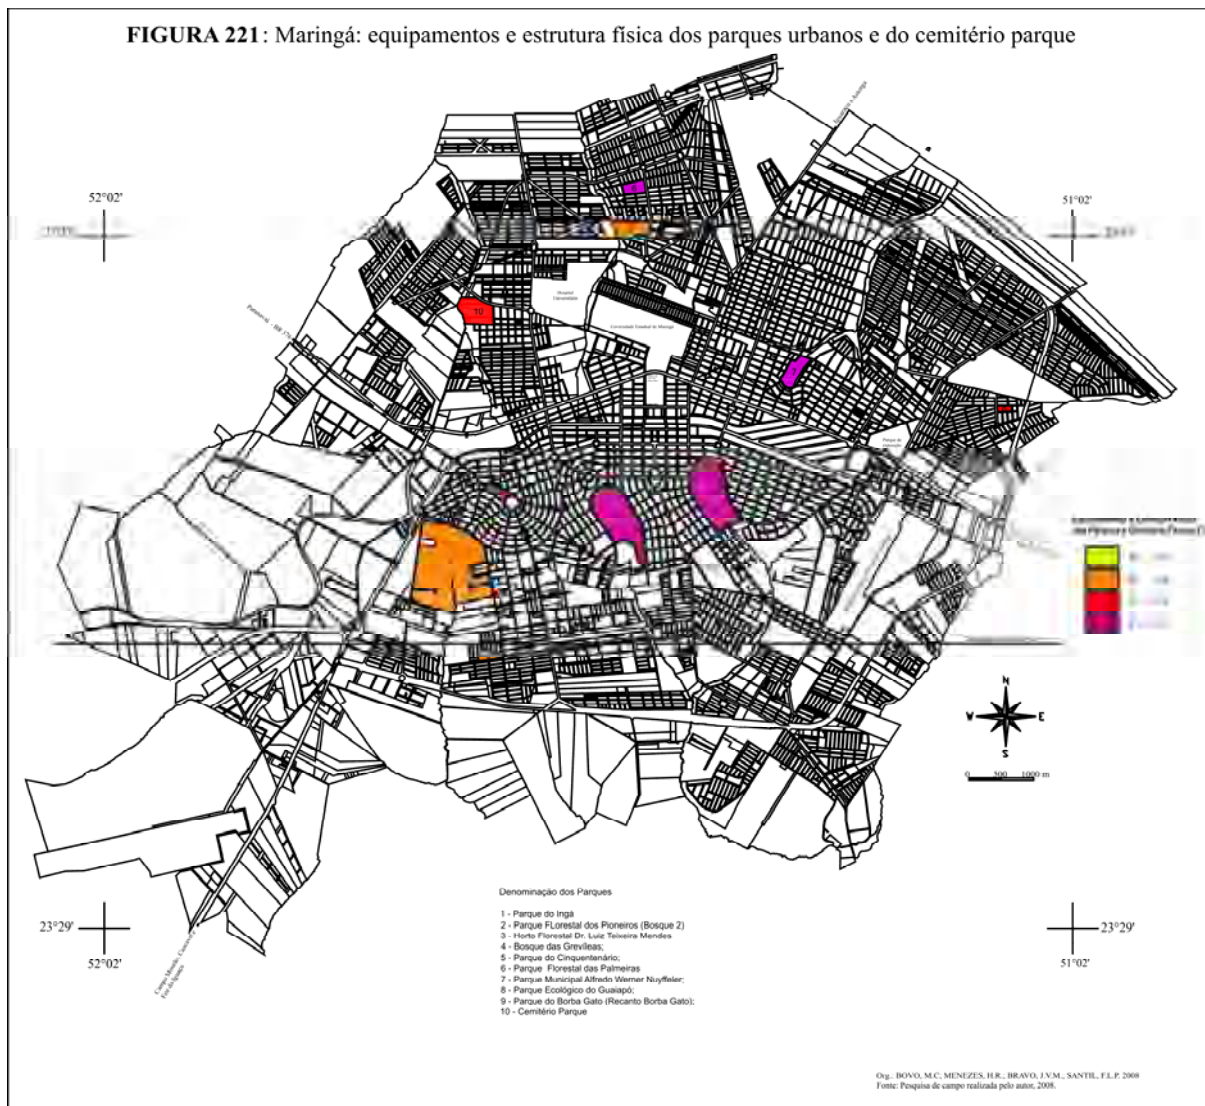 FIGURA 221: Maringá: equipamentos e estrutura física dos parques urbanos e do cemitério parque
52°02'
51°02'
6
10
Hospital
Universitário
Universidade Estadual de Maringá
7
Parque de
N
W E
S
0 500 1000 m
Denominação dos Parques
1 - Parque do Ingá
2 - Parque FLorestal dos Pioneiros (Bosque 2)
3 - Horto Florestal Dr. Luiz Teixeira Mendes
4 - Bosque das Grevíleas;
5 - Parque do Cinquentenário;
6 - Parque Florestal das Palmeiras
7 - Parque Municipal Alfredo Werner Nuyffeler;
8 - Parque Ecológico do Guaiapó;
9 - Parque do Borba Gato (Recanto Borba Gato);
10 - Cemitério Parque
23°29'
52°02'
23°29'
51°02'
Org.: BOVO, M.C, MENEZES, H.R.; BRAVO, J.V.M., SANTIL, F.L.P. 2008
Fonte: Pesquisa de campo realizada pelo autor, 2008.